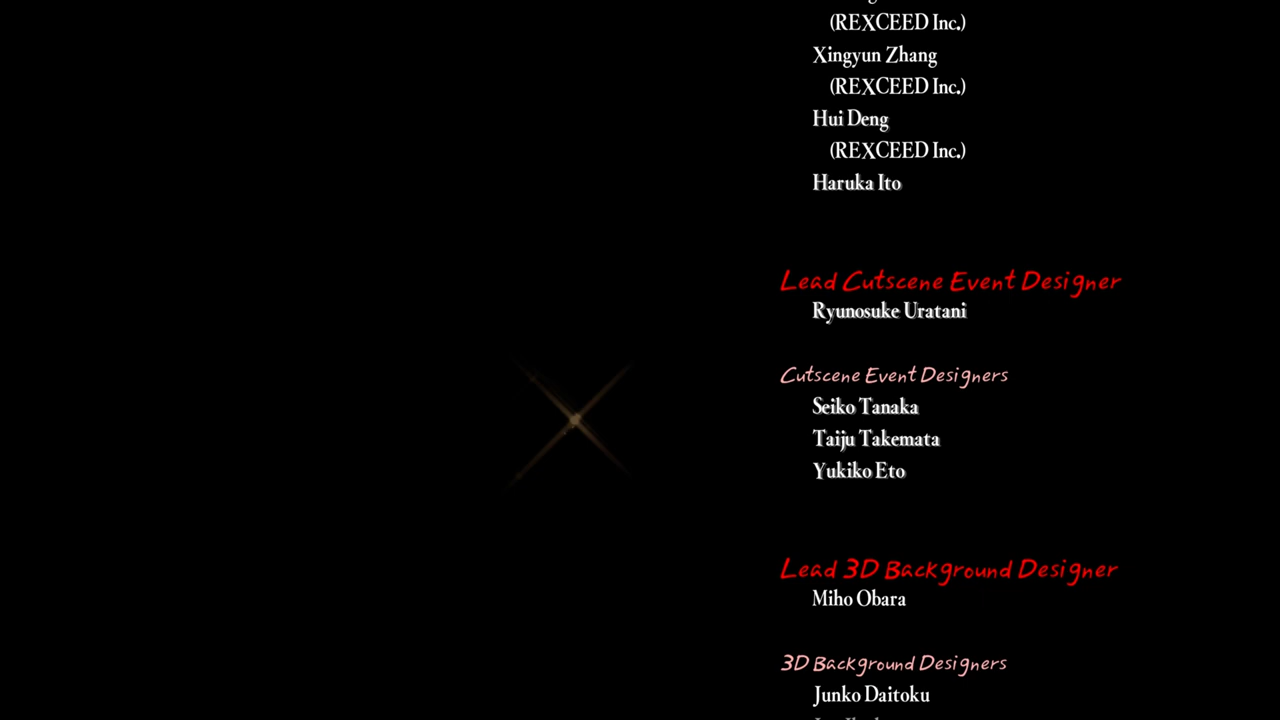 (REXCEED Inc.)
Xingyun Zhang
(REXCEED Inc.)
Hui Deng
(REXCEED Inc.)
Haruka Ito
Lead Cutscene Event Designer
Ryunosuke Uratani
Cutscene Event Designers
Seiko Tanaka
Taiju Takemata
Yukiko Eto
Lead 3D Background Designer
Miho Obara
3D Background Designers
Junko Daitoku